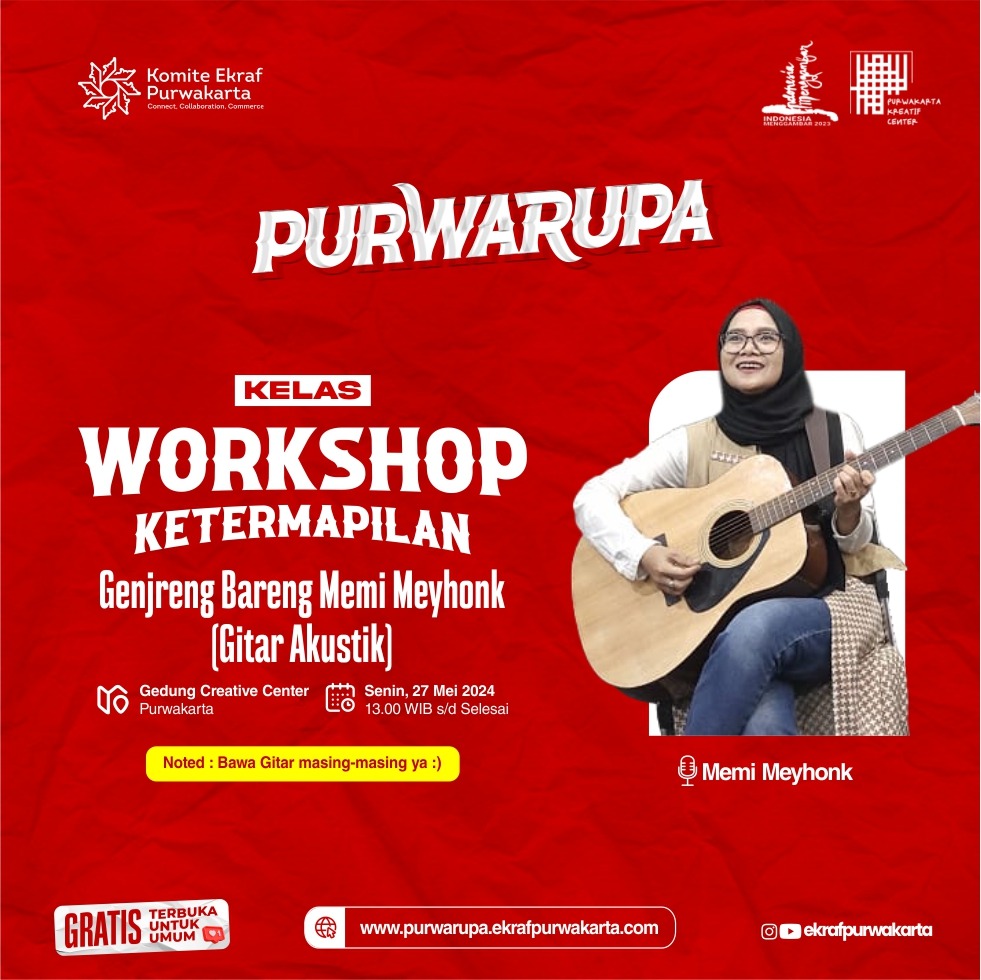 Komite Ekraf
Purwakarta
Connect, Collaboration, Commerce
Indonesia
Menggambar
INDONESIA
MENGGAMBAR 2023
PURWAKARTA
KREATIF
CENTER
PURWARUPA
KELAS
WORKSHOP
KETERMAPILAN
Genjreng Bareng Memi Meyhonk
(Gitar Akustik)
Gedung Creative Center
Purwakarta
Senin, 27 Mei 2024
13.00 WIB s/d Selesai
Noted : Bawa Gitar masing-masing ya :)
Memi Meyhonk
GRATIS
TERBUKA
UNTUK
UMUM
www.purwarupa.ekrafpurwakarta.com
ekrafpurwakarta